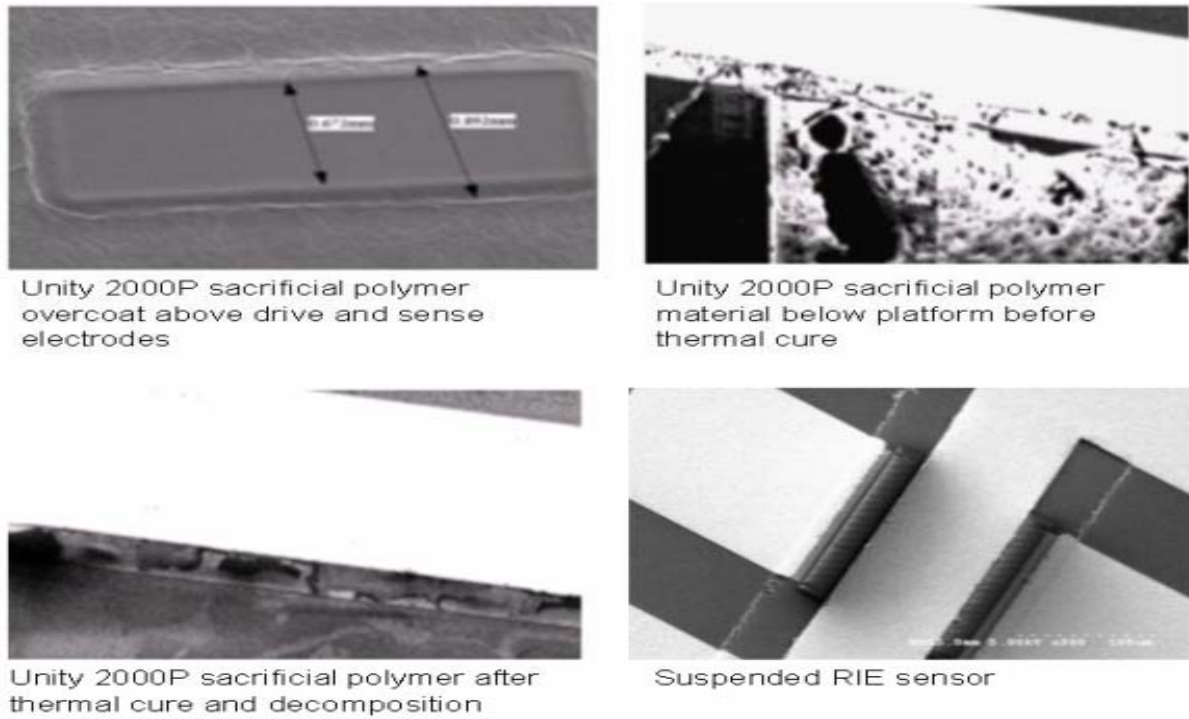 Unity 2000P sacrificial polymer
overcoat above drive and sense
electrodes
Unity 2000P sacrificial polymer
material below platform before
thermal cure
Unity 2000P sacrificial polymer after
thermal cure and decomposition
Suspended RIE sensor